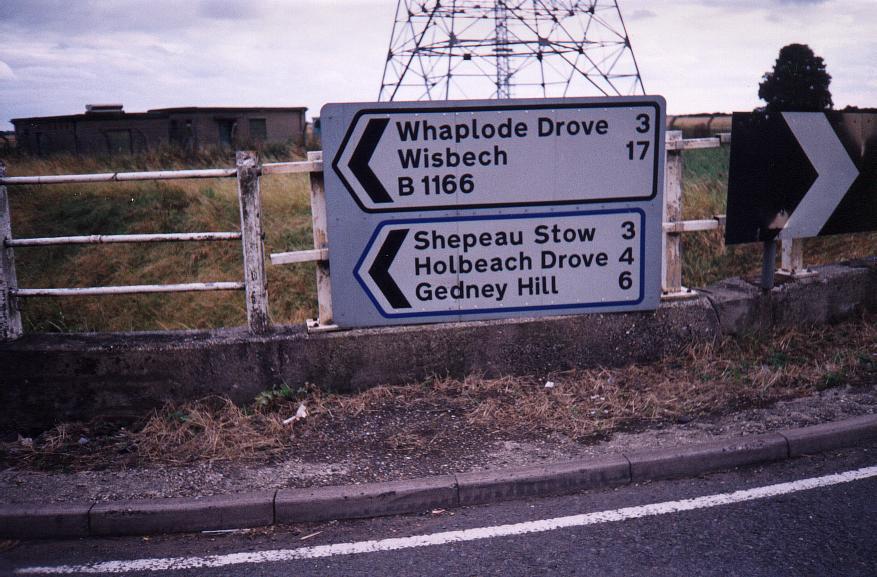 Whaplode Drove 3
Wisbech 17
B 1166
Shepeau Stow 3
Holbeach Drove 4
Gedney Hill 6